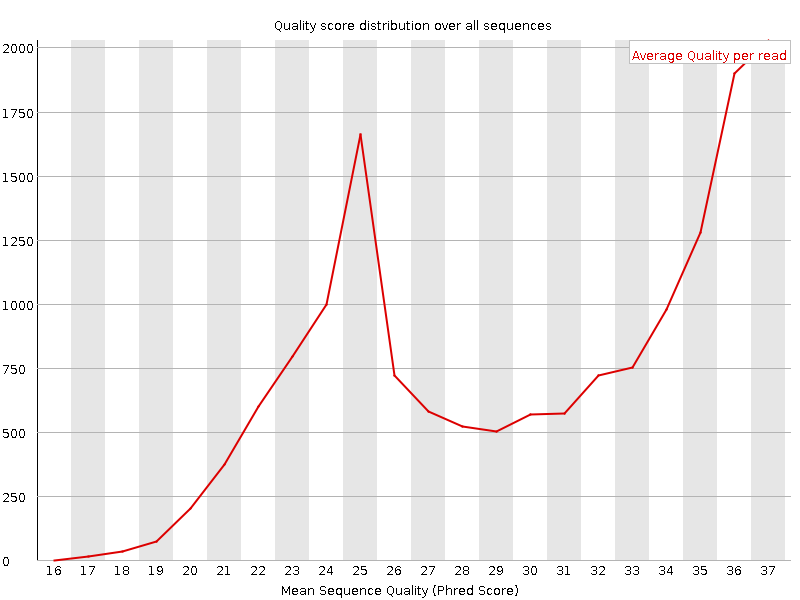 Quality score distribution over all sequences
Average Quality per read
2000
1750
1500
1250
1000
750
500
250
0
16 17 18 19 20 21 22 23 24 25 26 27 28 29 30 31 32 33 34 35 36 37
Mean Sequence Quality (Phred Score)